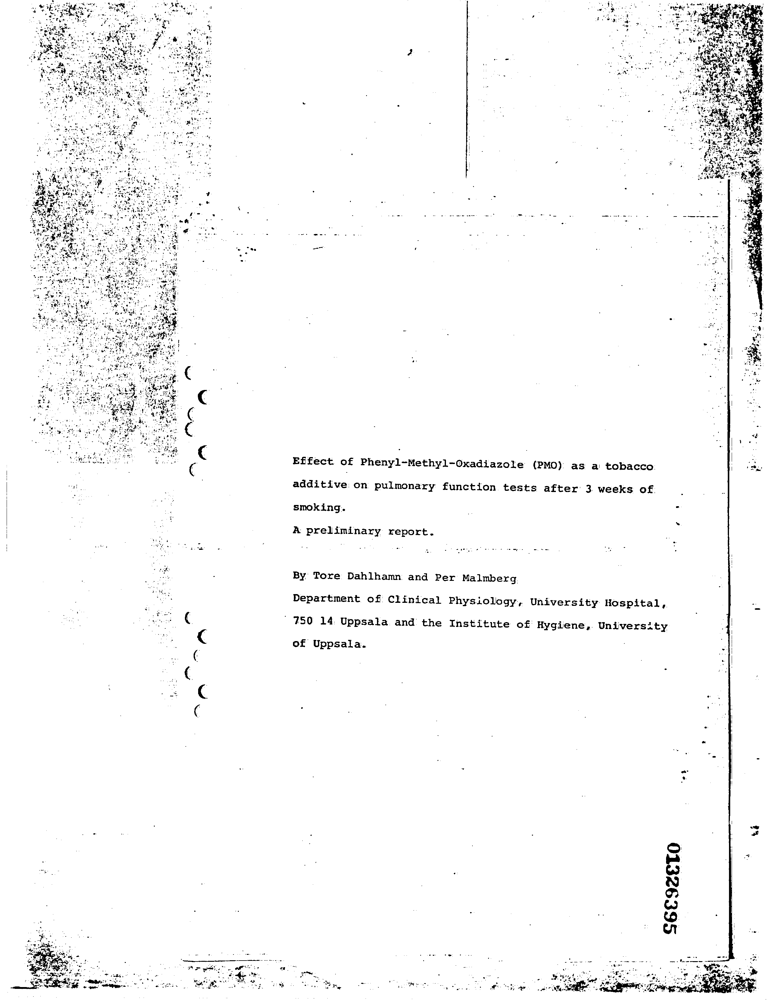 Effect of Phenyl-Methyl-Oxadiazole (PMO) as a tobacco
additive on pulmonary function tests after 3 weeks of
smoking.
A preliminary report.
By Tore Dahlhamn and Per Malmberg
Department of Clinical Physiology, University Hospital,
750 14 Uppsala and the Institute of Hygiene, University
of Uppsala.
01326395